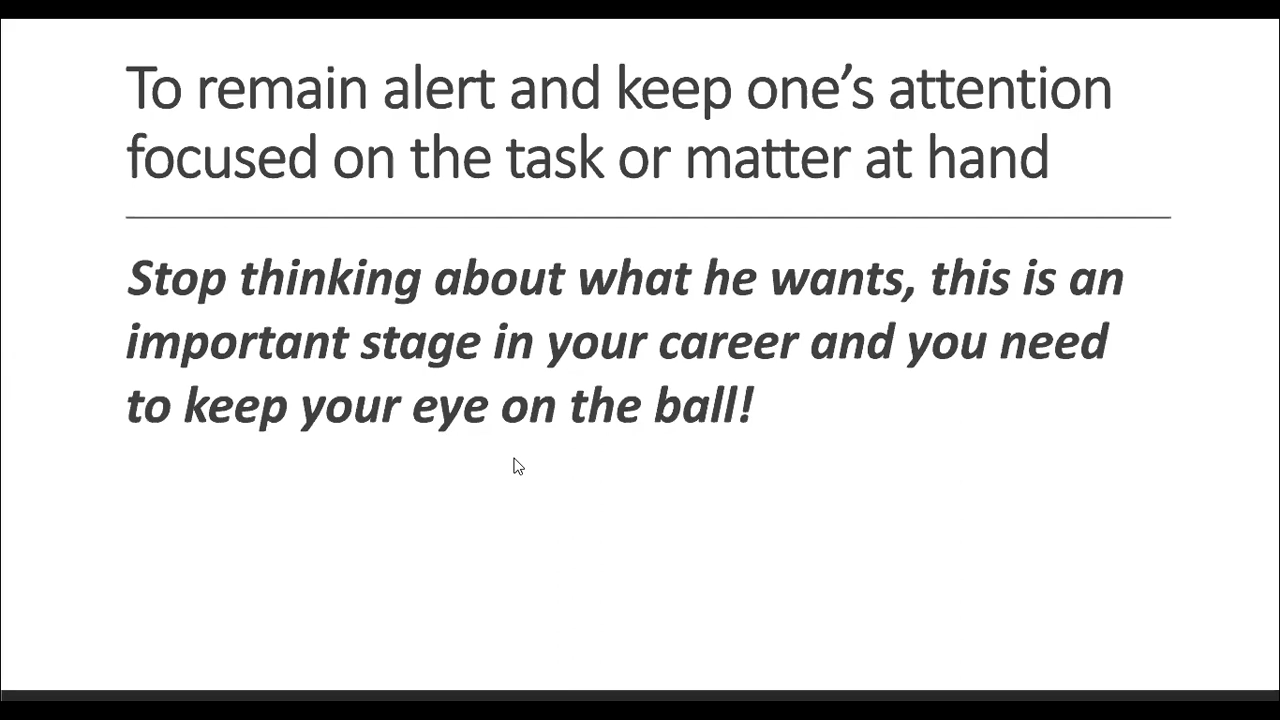 To remain alert and keep one’s attention
focused on the task or matter at hand
Stop thinking about what he wants, this is an
important stage in your career and you need
to keep your eye on the ball!